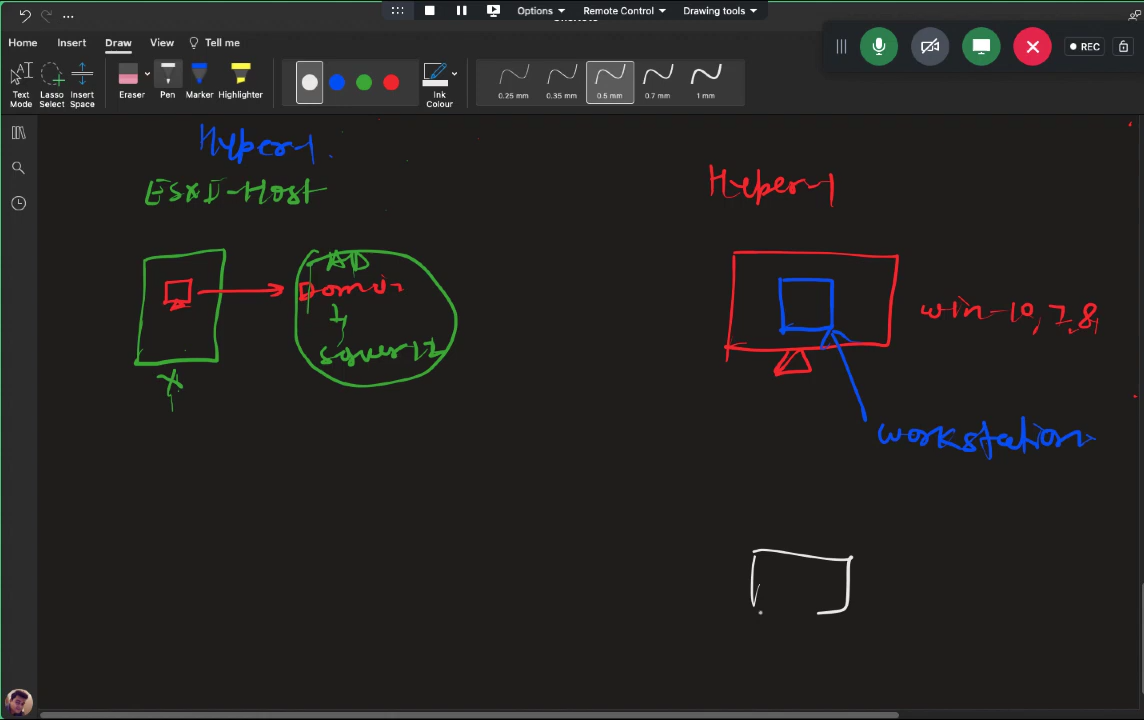 Options
Remote Control
Drawing tools
Home
Insert
Draw
View
Tell me
REC
Text Mode
Lasso Select
Insert Space
Eraser
Pen
Marker
Highlighter
Ink Colour
0.25 mm
0.35 mm
0.5 mm
0.7 mm
1 mm
Hyper-1
ESXI-Host
AD
Hyper-1
win-10, 7, 8,
workstation